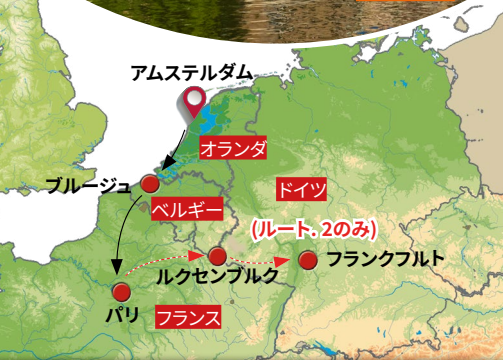 アムステルダム
オランダ
ブルージュ
ベルギー
ドイツ
(ルート. 2のみ)
ルクセンブルク
フランクフルト
パリ
フランス